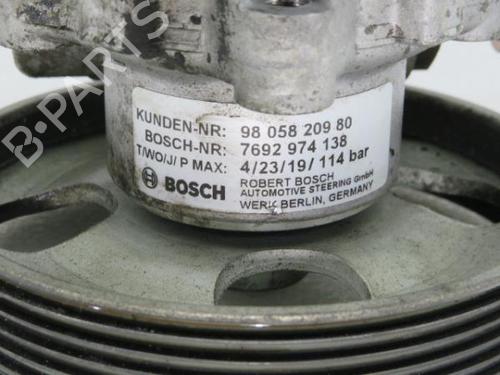 B-PARTS
KUNDEN-NR: 98 058 209 80
BOSCH-NR: 7692 974 138
T/WO/J/ P MAX: 4/23/19/ 114 bar
BOSCH
ROBERT BOSCH
AUTOMOTIVE STEERING GmbH
WERK BERLIN, GERMANY